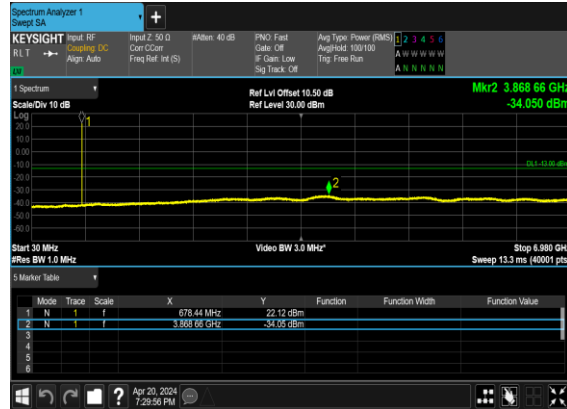 Spectrum Analyzer 1
Swept SA
+
KEYSIGHT Input: RF Input Z: 50 Ω #Atten: 40 dB PNO: Fast Avg Type: Power (RMS) 1 2 3 4 5 6
RLT Coupling: DC Corr CCorr Gate: Off Avg|Hold: 100/100 A W W W W W
Align: Auto Freq Ref: Int (S) IF Gain: Low Trig: Free Run
Sig Track: Off A N N N N N
1 Spectrum Ref Lvl Offset 10.50 dB Mkr2 3.868 66 GHz
Scale/Div 10 dB Ref Level 30.00 dBm -34.050 dBm
Log
20.0
10.0
0.00
-10.0
DL1 -13.00 dBm
-20.0
-30.0
-40.0
-50.0
-60.0
1
2
Start 30 MHz Video BW 3.0 MHz* Stop 6.980 GHz
#Res BW 1.0 MHz Sweep 13.3 ms (40001 pts)
5 Marker Table
Mode Trace Scale X Y Function Function Width Function Value
1 N 1 f 678.44 MHz 22.12 dBm
2 N 1 f 3.868 66 GHz -34.05 dBm
3
4
5
6
? Apr 20, 2024
7:29:56 PM